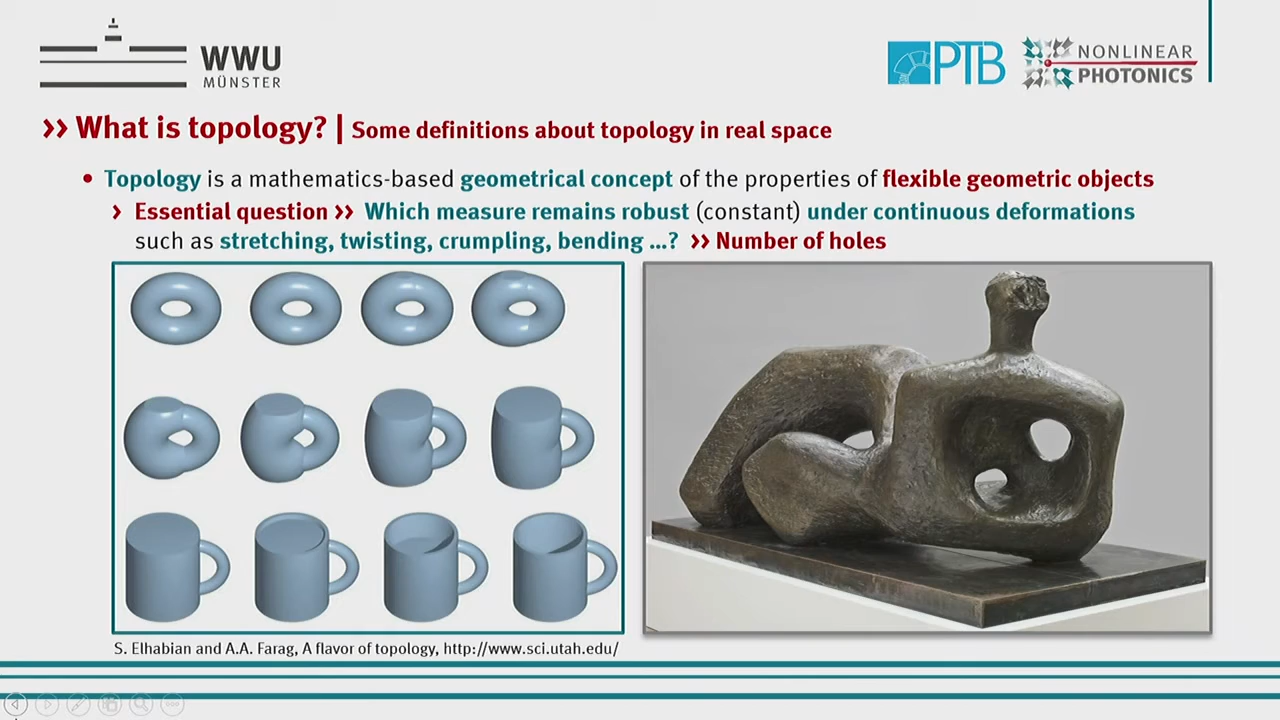 WWU
MÜNSTER
PTB
NONLINEAR
PHOTONICS
›› What is topology? | Some definitions about topology in real space
• Topology is a mathematics-based geometrical concept of the properties of flexible geometric objects
› Essential question ›› Which measure remains robust (constant) under continuous deformations
such as stretching, twisting, crumpling, bending ...? ›› Number of holes
S. Elhabian and A.A. Farag, A flavor of topology, http://www.sci.utah.edu/